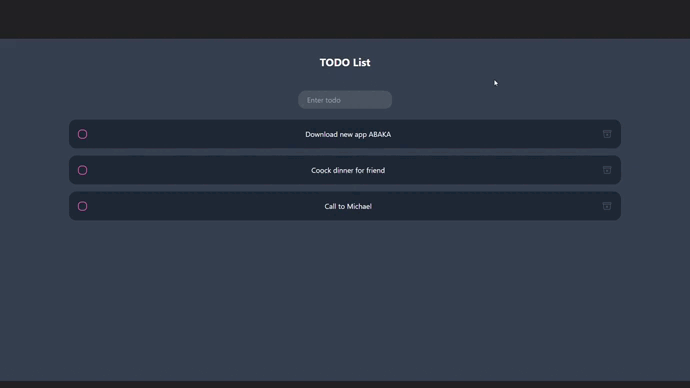 TODO List
Enter todo
Download new app ABAKA
Coock dinner for friend
Call to Michael